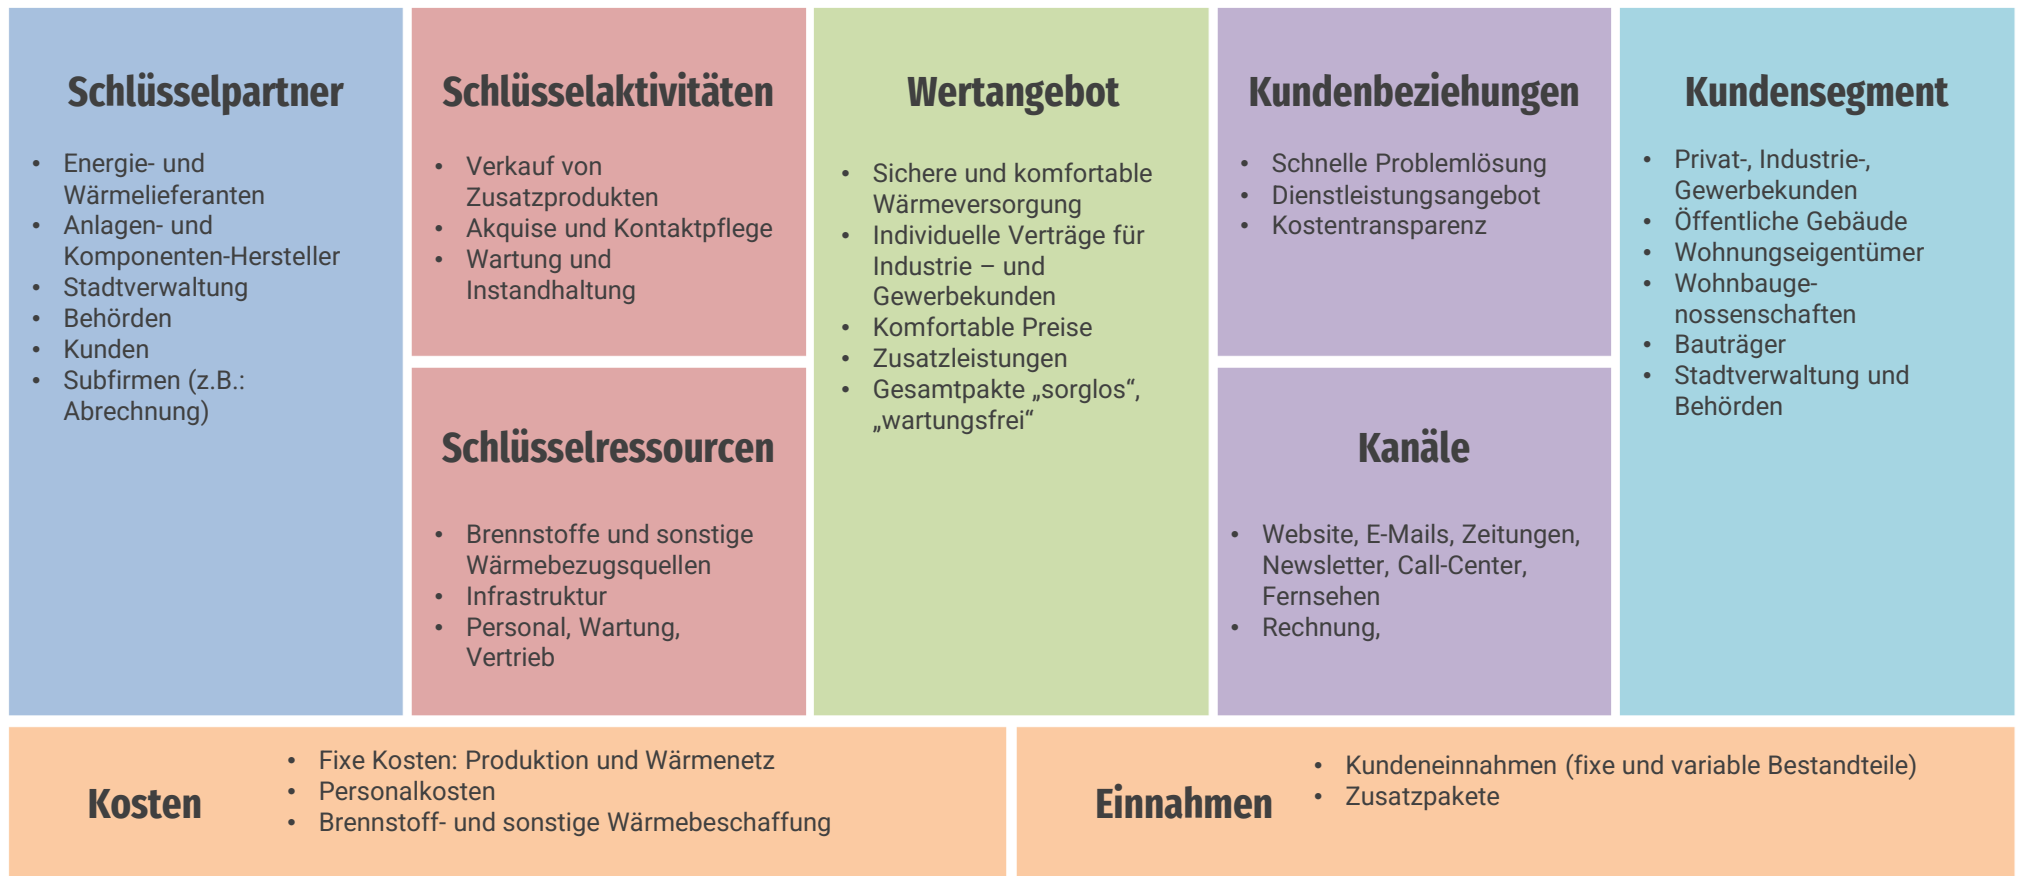 Schlüsselpartner
• Energie- und
Wärmelieferanten
• Anlagen- und
Komponenten-Hersteller
• Stadtverwaltung
• Behörden
• Kunden
• Subfirmen (z.B.:
Abrechnung)
Schlüsselaktivitäten
• Verkauf von
Zusatzprodukten
• Akquise und Kontaktpflege
• Wartung und
Instandhaltung
Schlüsselressourcen
• Brennstoffe und sonstige
Wärmebezugsquellen
• Infrastruktur
• Personal, Wartung,
Vertrieb
Wertangebot
• Sichere und komfortable
Wärmeversorgung
• Individuelle Verträge für
Industrie – und
Gewerbekunden
• Komfortable Preise
• Zusatzleistungen
• Gesamtpakte „sorglos“,
„wartungsfrei“
Kundenbeziehungen
• Schnelle Problemlösung
• Dienstleistungsangebot
• Kostentransparenz
Kanäle
• Website, E-Mails, Zeitungen,
Newsletter, Call-Center,
Fernsehen
• Rechnung,
Kundensegment
• Privat-, Industrie-,
Gewerbekunden
• Öffentliche Gebäude
• Wohnungseigentümer
• Wohnbauge-
nossenschaften
• Bauträger
• Stadtverwaltung und
Behörden
Kosten
• Fixe Kosten: Produktion und Wärmenetz
• Personalkosten
• Brennstoff- und sonstige Wärmebeschaffung
Einnahmen
• Kundeneinnahmen (fixe und variable Bestandteile)
• Zusatzpakete